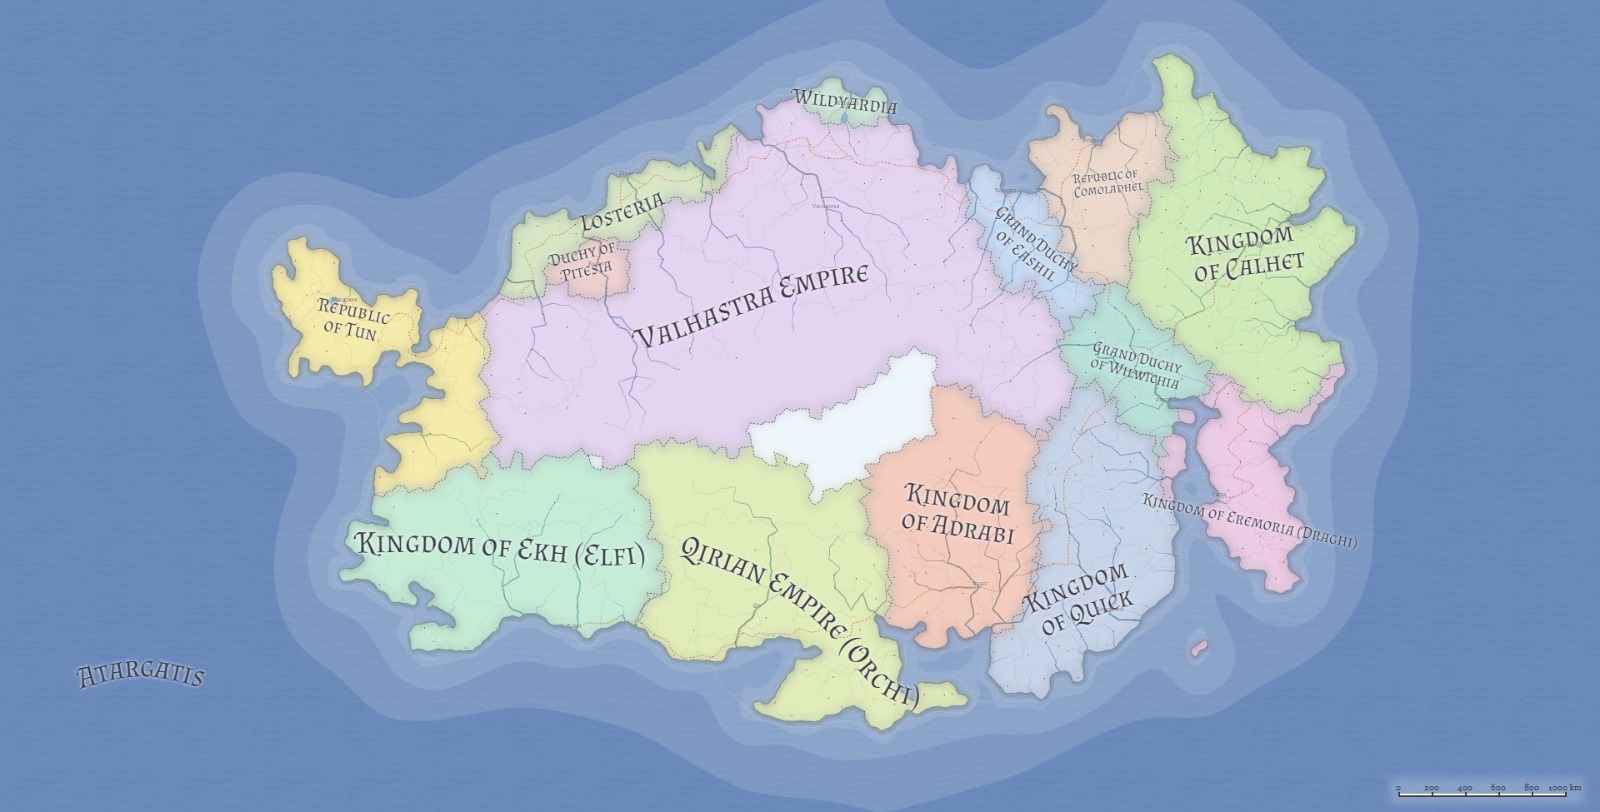 Wildyardia
Losteria
Duchy of
Pitesia
Republic of
Comoladhel
Grand Duchy
of Eashil
Kingdom
of Calhet
Republic
of Tun
Valhastra Empire
Grand Duchy
of Wilwichia
Kingdom of Ekh (Elfi)
Qirian Empire (Orchi)
Kingdom
of Adrabi
Kingdom of Eremoria (Draghi)
Kingdom
of Quick
Atargatis
0 200 400 600 800 1000 km